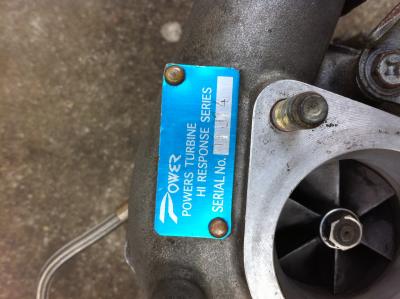 POWER
POWERS TURBINE
HI RESPONSE SERIES
SERIAL No.